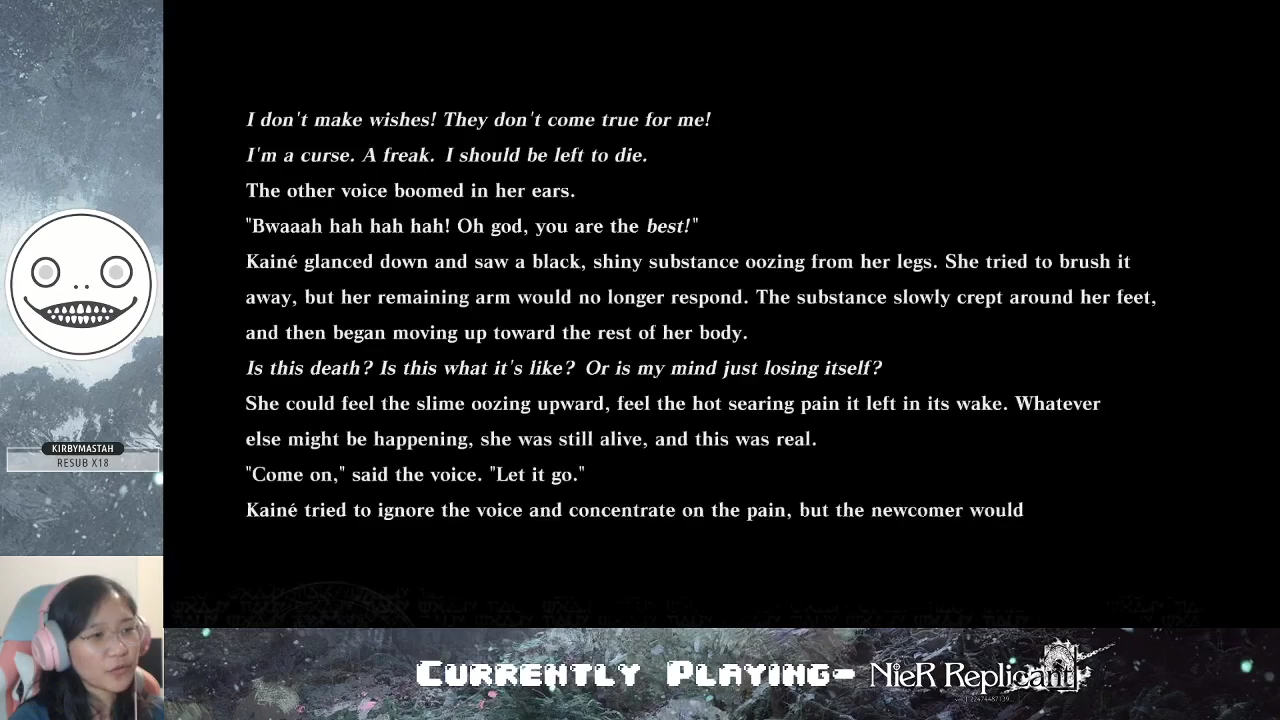 I don't make wishes! They don't come true for me!
I'm a curse. A freak. I should be left to die.
The other voice boomed in her ears.
"Bwaaah hah hah hah! Oh god, you are the best!"
Kainé glanced down and saw a black, shiny substance oozing from her legs. She tried to brush it
away, but her remaining arm would no longer respond. The substance slowly crept around her feet,
and then began moving up toward the rest of her body.
Is this death? Is this what it's like? Or is my mind just losing itself?
She could feel the slime oozing upward, feel the hot searing pain it left in its wake. Whatever
else might be happening, she was still alive, and this was real.
"Come on," said the voice. "Let it go."
Kainé tried to ignore the voice and concentrate on the pain, but the newcomer would
KIRBYMASTAH
RESUB X18
Currently Playing- NieR Replicant